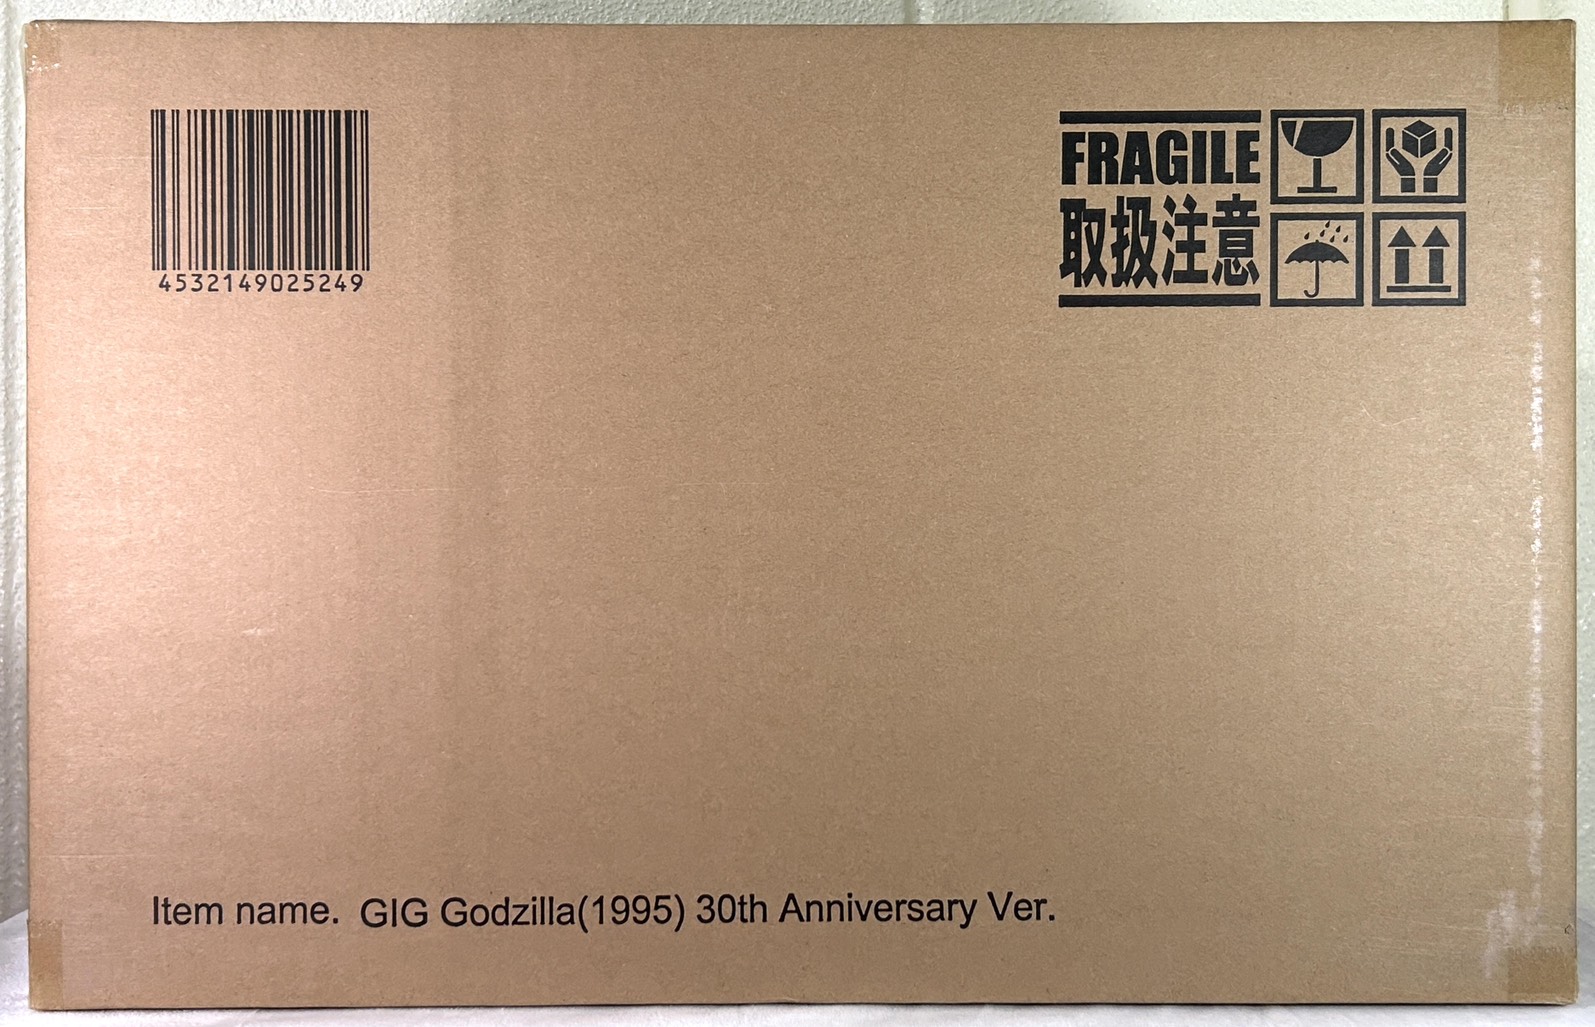 4532149025249
FRAGILE
取扱注意
Item name. GIG Godzilla(1995) 30th Anniversary Ver.